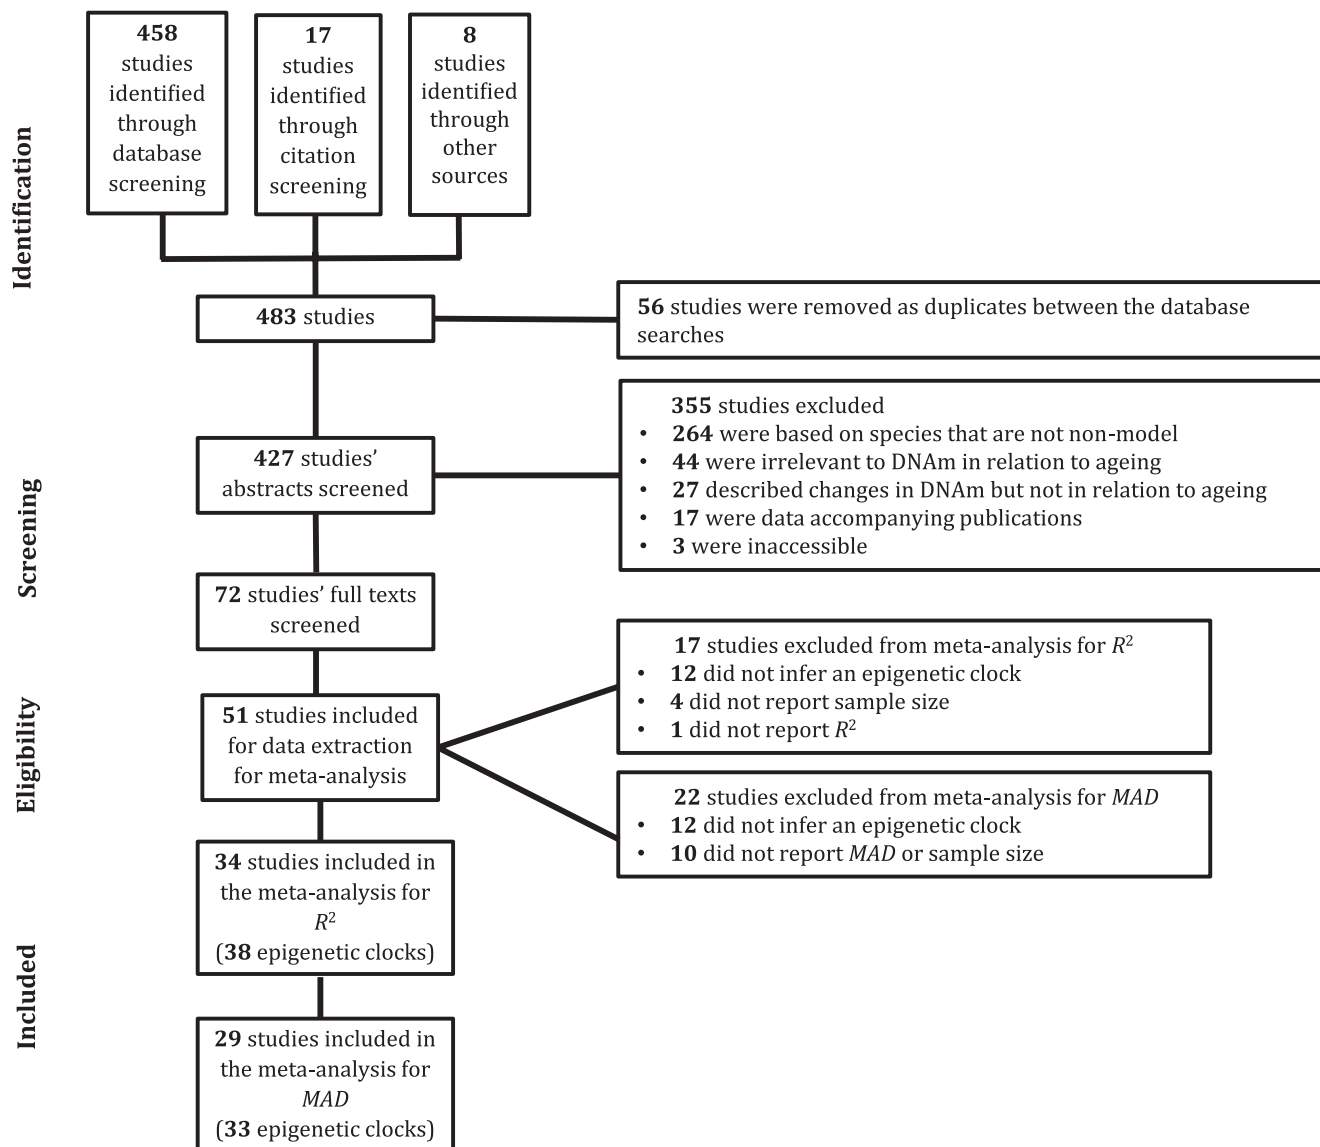 Identification
458
studies
identified
through
database
screening
17
studies
identified
through
citation
screening
8
studies
identified
through
other
sources
483 studies
56 studies were removed as duplicates between the database
searches
Screening
427 studies'
abstracts screened
355 studies excluded
• 264 were based on species that are not non-model
• 44 were irrelevant to DNAm in relation to ageing
• 27 described changes in DNAm but not in relation to ageing
• 17 were data accompanying publications
• 3 were inaccessible
72 studies' full texts
screened
Eligibility
51 studies included
for data extraction
for meta-analysis
17 studies excluded from meta-analysis for R²
• 12 did not infer an epigenetic clock
• 4 did not report sample size
• 1 did not report R²
22 studies excluded from meta-analysis for MAD
• 12 did not infer an epigenetic clock
• 10 did not report MAD or sample size
Included
34 studies included in
the meta-analysis for
R²
(38 epigenetic clocks)
29 studies included in
the meta-analysis for
MAD
(33 epigenetic clocks)